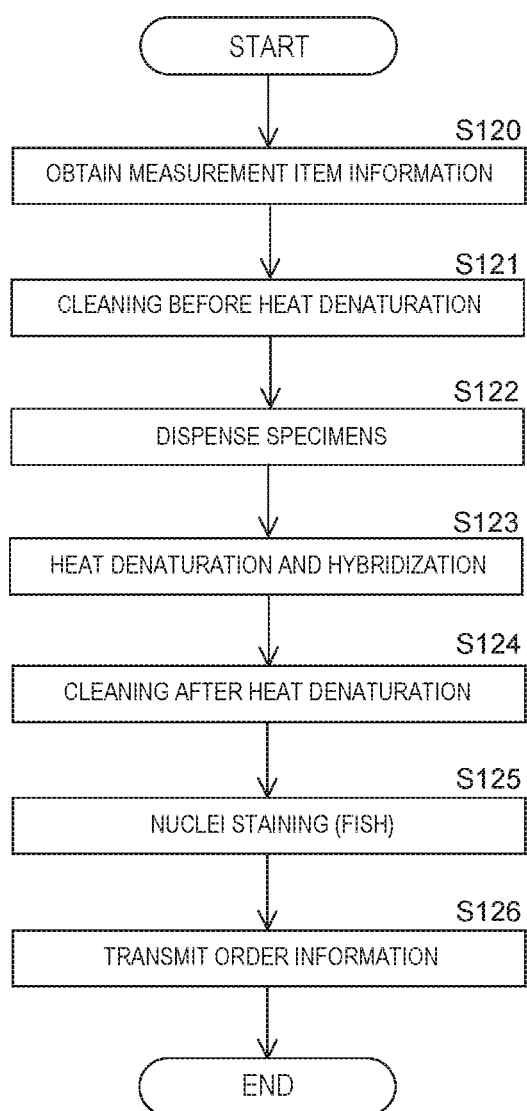 START
S120
OBTAIN MEASUREMENT ITEM INFORMATION
S121
CLEANING BEFORE HEAT DENATURATION
S122
DISPENSE SPECIMENS
S123
HEAT DENATURATION AND HYBRIDIZATION
S124
CLEANING AFTER HEAT DENATURATION
S125
NUCLEI STAINING (FISH)
S126
TRANSMIT ORDER INFORMATION
END